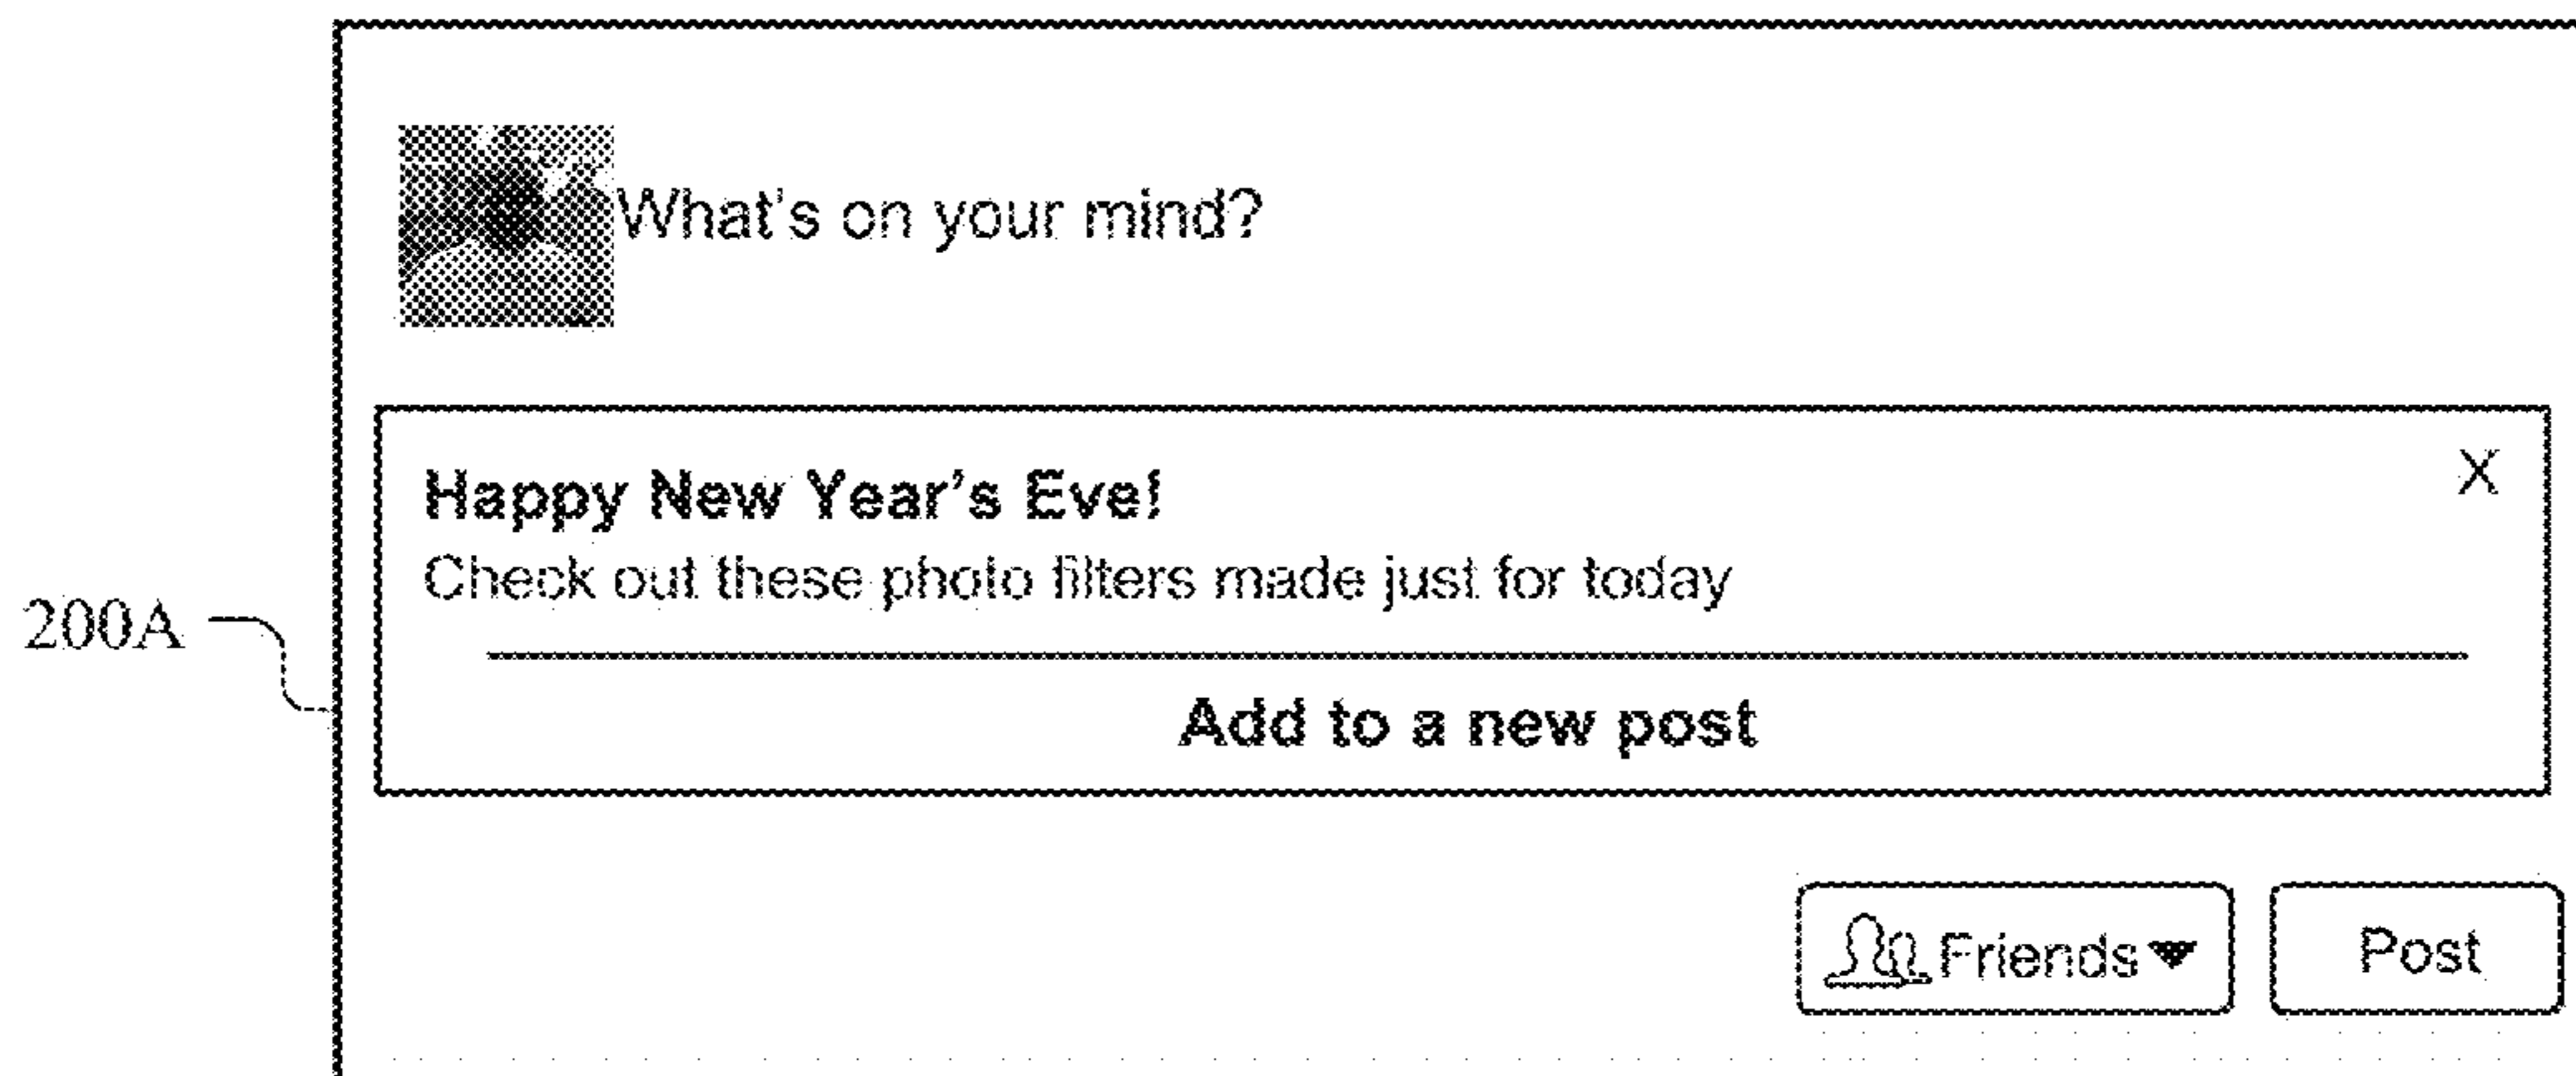 What's on your mind?
Happy New Year's Eve!
X
Check out these photo filters made just for today
200A
Add to a new post
Friends
Post